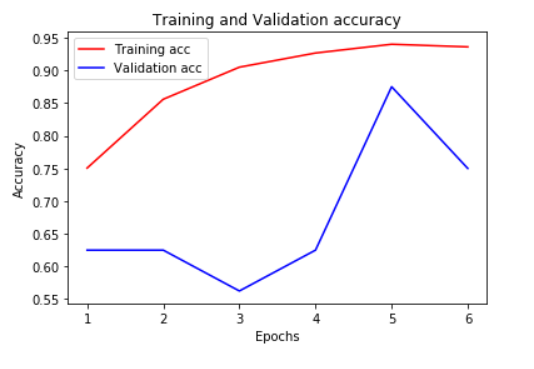 Training and Validation accuracy
Training acc
Validation acc
0.95
0.90
0.85
0.80
0.75
0.70
0.65
0.60
0.55
Accuracy
1 2 3 4 5 6
Epochs